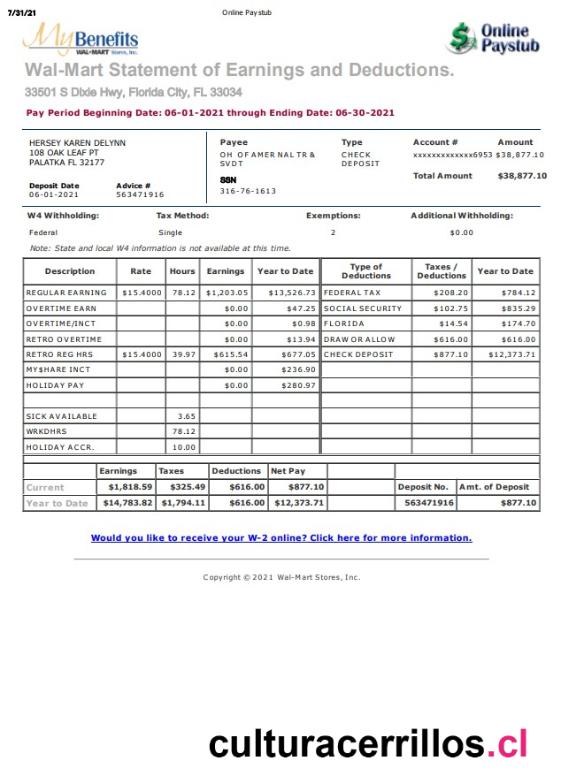 7/31/21 Online Paystub
My Benefits
WAL-MART Stores, Inc.
Online
Paystub
Wal-Mart Statement of Earnings and Deductions.
33501 S Dixie Hwy, Florida City, FL 33034
Pay Period Beginning Date: 06-01-2021 through Ending Date: 06-30-2021
HERSEY KAREN DELYNN
108 OAK LEAF PT
PALATKA FL 32177
Deposit Date Advice #
06-01-2021 563471916
Payee Type Account # Amount
OH OF AMER NAL TR & CHECK xxxxxxxxxxxxx6953 $38,877.10
SVDT DEPOSIT
Total Amount $38,877.10
SSN
316-76-1613
W4 Withholding: Tax Method: Exemptions: Additional Withholding:
Federal Single 2 $0.00
Note: State and local W4 information is not available at this time.
Description Rate Hours Earnings Year to Date Type of Deductions Taxes / Deductions Year to Date
REGULAR EARNING $15.4000 78.12 $1,203.05 $13,526.73 FEDERAL TAX $208.20 $784.12
OVERTIME EARN $0.00 $47.25 SOCIAL SECURITY $102.75 $835.29
OVERTIME/INCT $0.00 $0.98 FLORIDA $14.54 $174.70
RETRO OVERTIME $0.00 $13.94 DRAW OR ALLOW $616.00 $616.00
RETRO REG HRS $15.4000 39.97 $615.54 $677.05 CHECK DEPOSIT $877.10 $12,373.71
MY$HARE INCT $0.00 $236.90
HOLIDAY PAY $0.00 $280.97
SICK AVAILABLE 3.65
WRKDHRS 78.12
HOLIDAY ACCR. 10.00
Earnings Taxes Deductions Net Pay
Current $1,818.59 $325.49 $616.00 $877.10 Deposit No. Amt. of Deposit
Year to Date $14,783.82 $1,794.11 $616.00 $12,373.71 563471916 $877.10
Would you like to receive your W-2 online? Click here for more information.
Copyright © 2021 Wal-Mart Stores, Inc.
culturacerrillos.cl